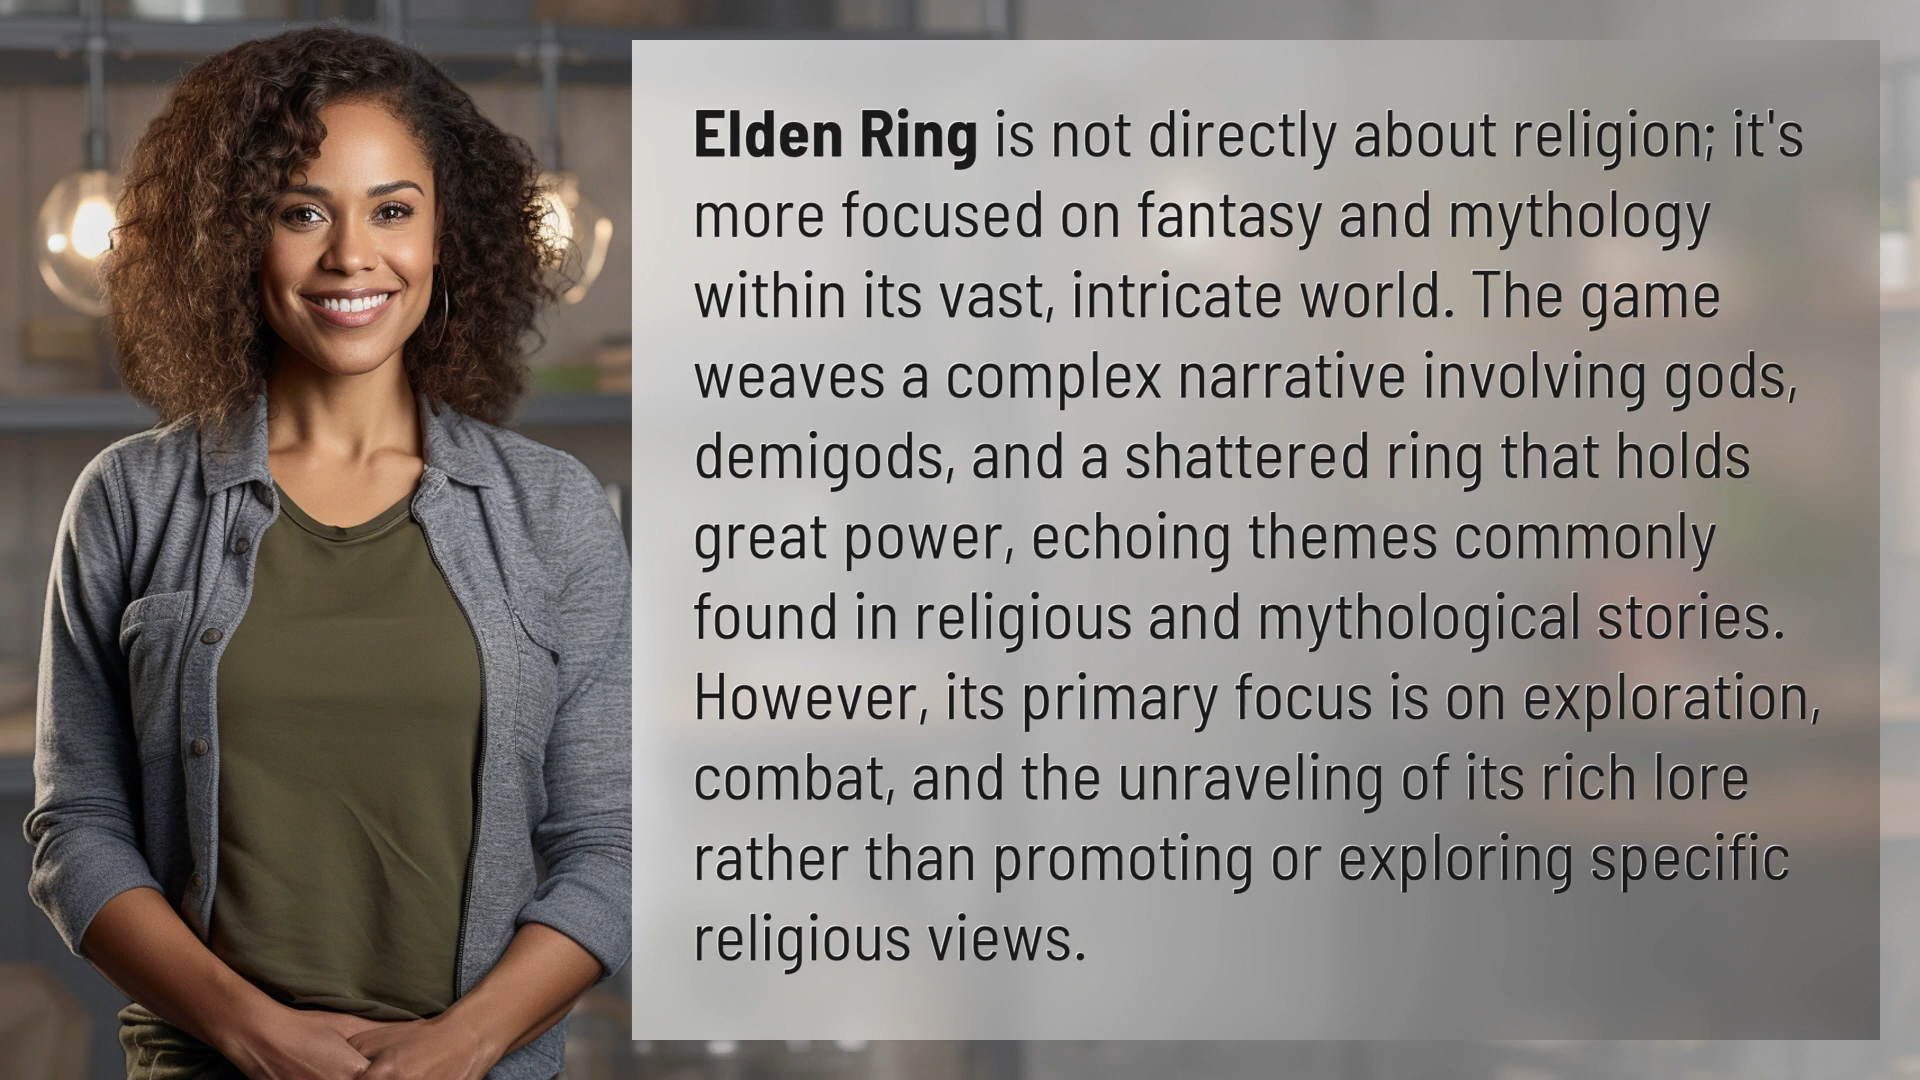 Elden Ring is not directly about religion; it's
more focused on fantasy and mythology
within its vast, intricate world. The game
weaves a complex narrative involving gods,
demigods, and a shattered ring that holds
great power, echoing themes commonly
found in religious and mythological stories.
However, its primary focus is on exploration,
combat, and the unraveling of its rich lore
rather than promoting or exploring specific
religious views.